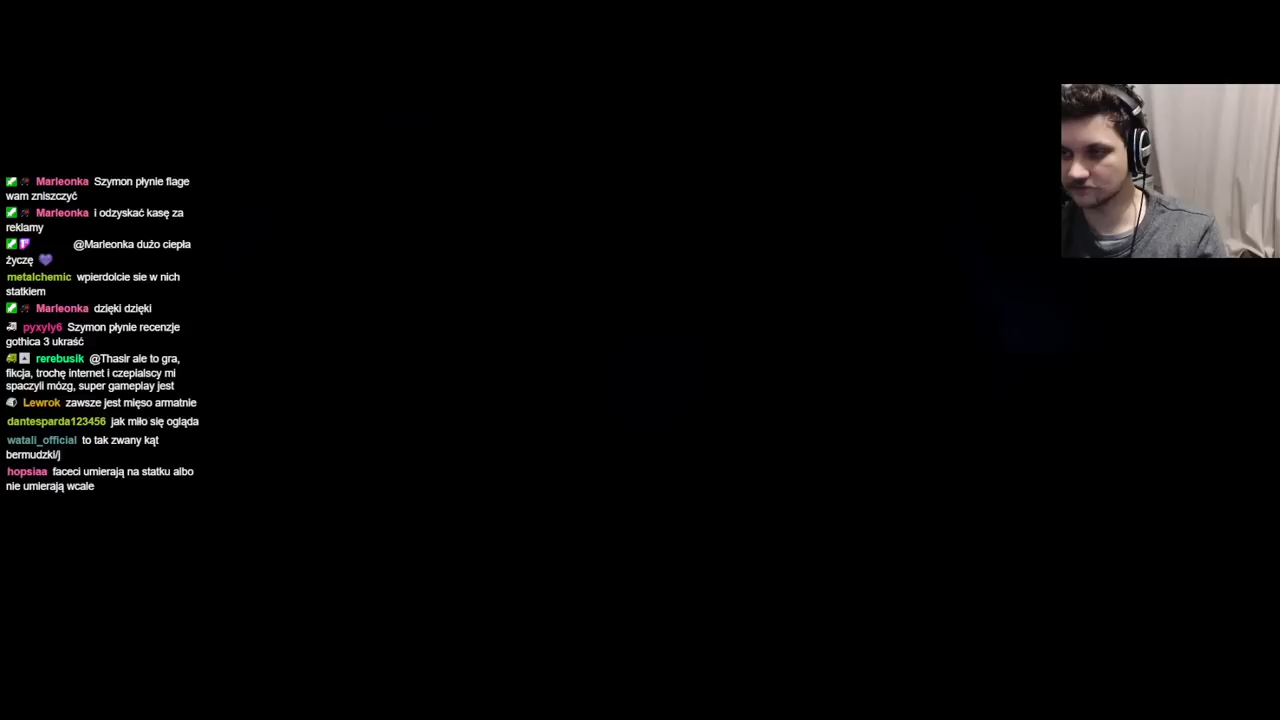 Marleonka Szymon płynie flage
wam zniszczyć
Marleonka i odzyskać kasę za
reklamy
@Marleonka dużo ciepła
życzę
metalchemic wpierdolcie sie w nich
statkiem
Marleonka dzięki dzięki
pyxyly6 Szymon płynie recenzje
gothica 3 ukraść
rerebusik @Thasir ale to gra,
fikcja, trochę internet i czepialscy mi
spaczyli mózg, super gameplay jest
Lewrok zawsze jest mięso armatnie
dantesparda123456 jak miło się ogląda
watali_official to tak zwany kąt
bermudzki/j
hopsiaa faceci umierają na statku albo
nie umierają wcale